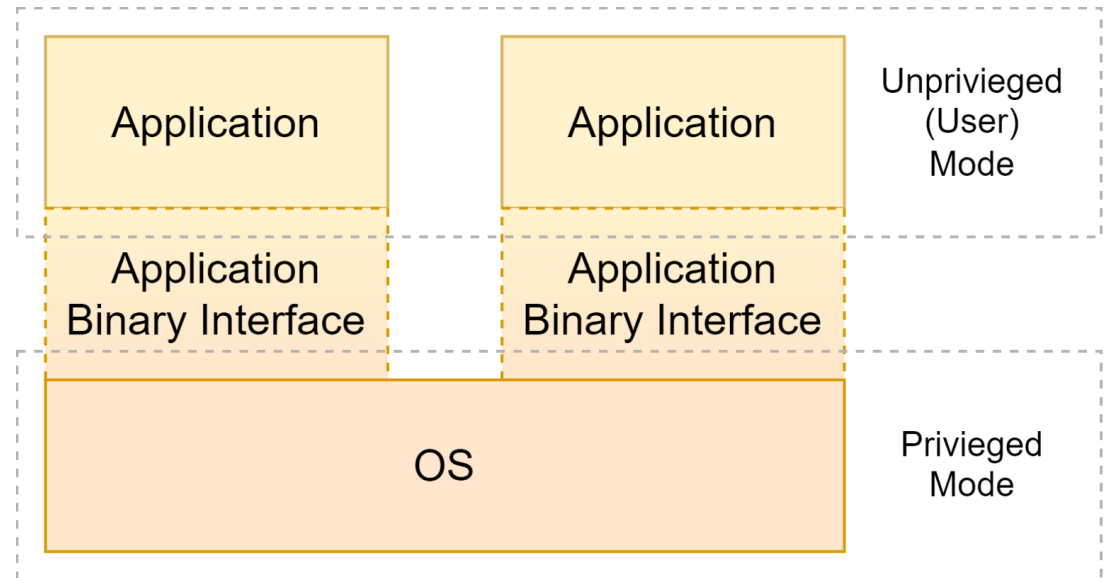 Application
Application
Unprivieged
(User)
Mode
Application
Binary Interface
Application
Binary Interface
OS
Privieged
Mode